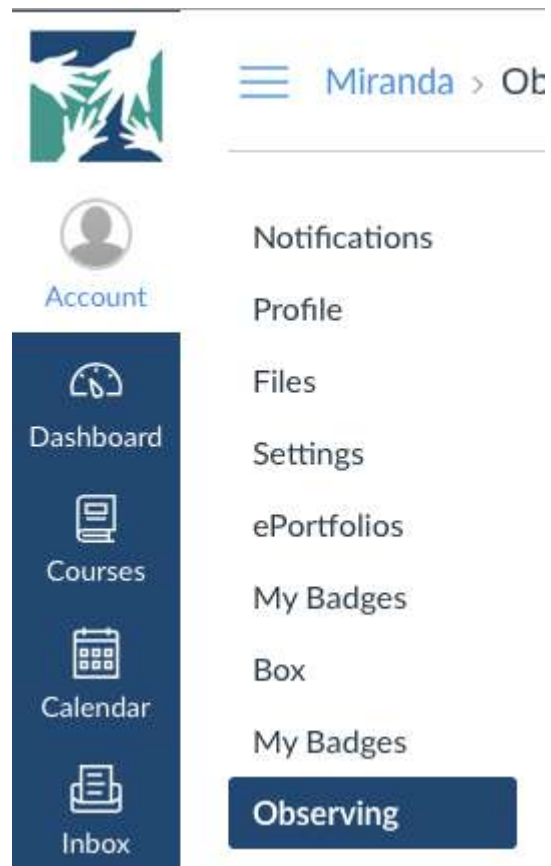 Miranda > Ob
Account
Dashboard
Courses
Calendar
Inbox
Notifications
Profile
Files
Settings
ePortfolios
My Badges
Box
My Badges
Observing